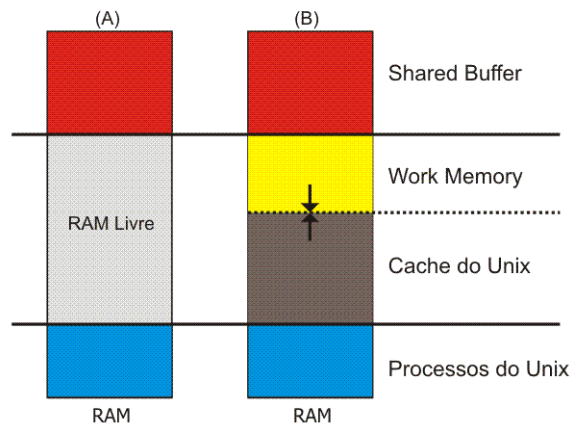 (A) (B)
Shared Buffer
Work Memory
RAM Livre
Cache do Unix
Processos do Unix
RAM RAM